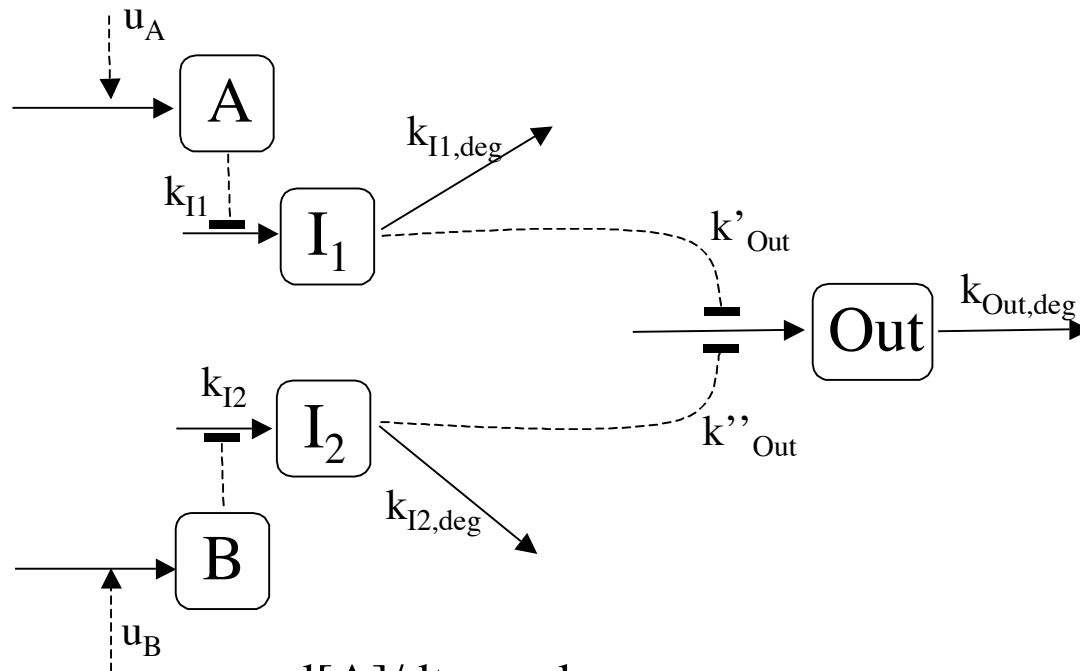 u_A
A
k_I1,deg
k_I1
I_1
k’_Out
k_Out,deg
Out
k_I2
I_2
k’’_Out
k_I2,deg
B
u_B